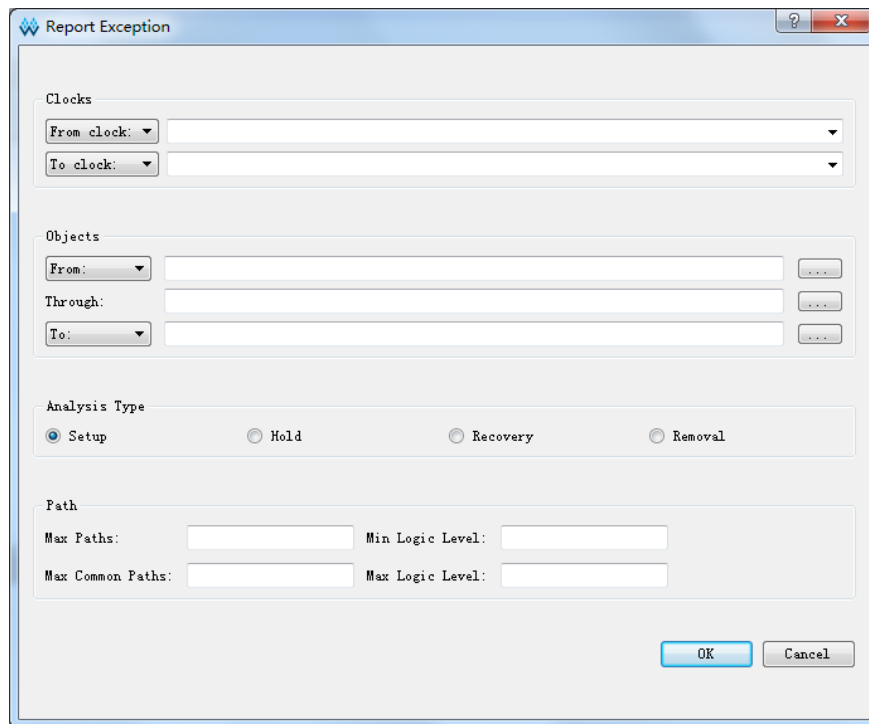 Report Exception
Clocks
From clock:
To clock:
Objects
From: ...
Through: ...
To: ...
Analysis Type
Setup Hold Recovery Removal
Path
Max Paths: Min Logic Level:
Max Common Paths: Max Logic Level:
OK Cancel